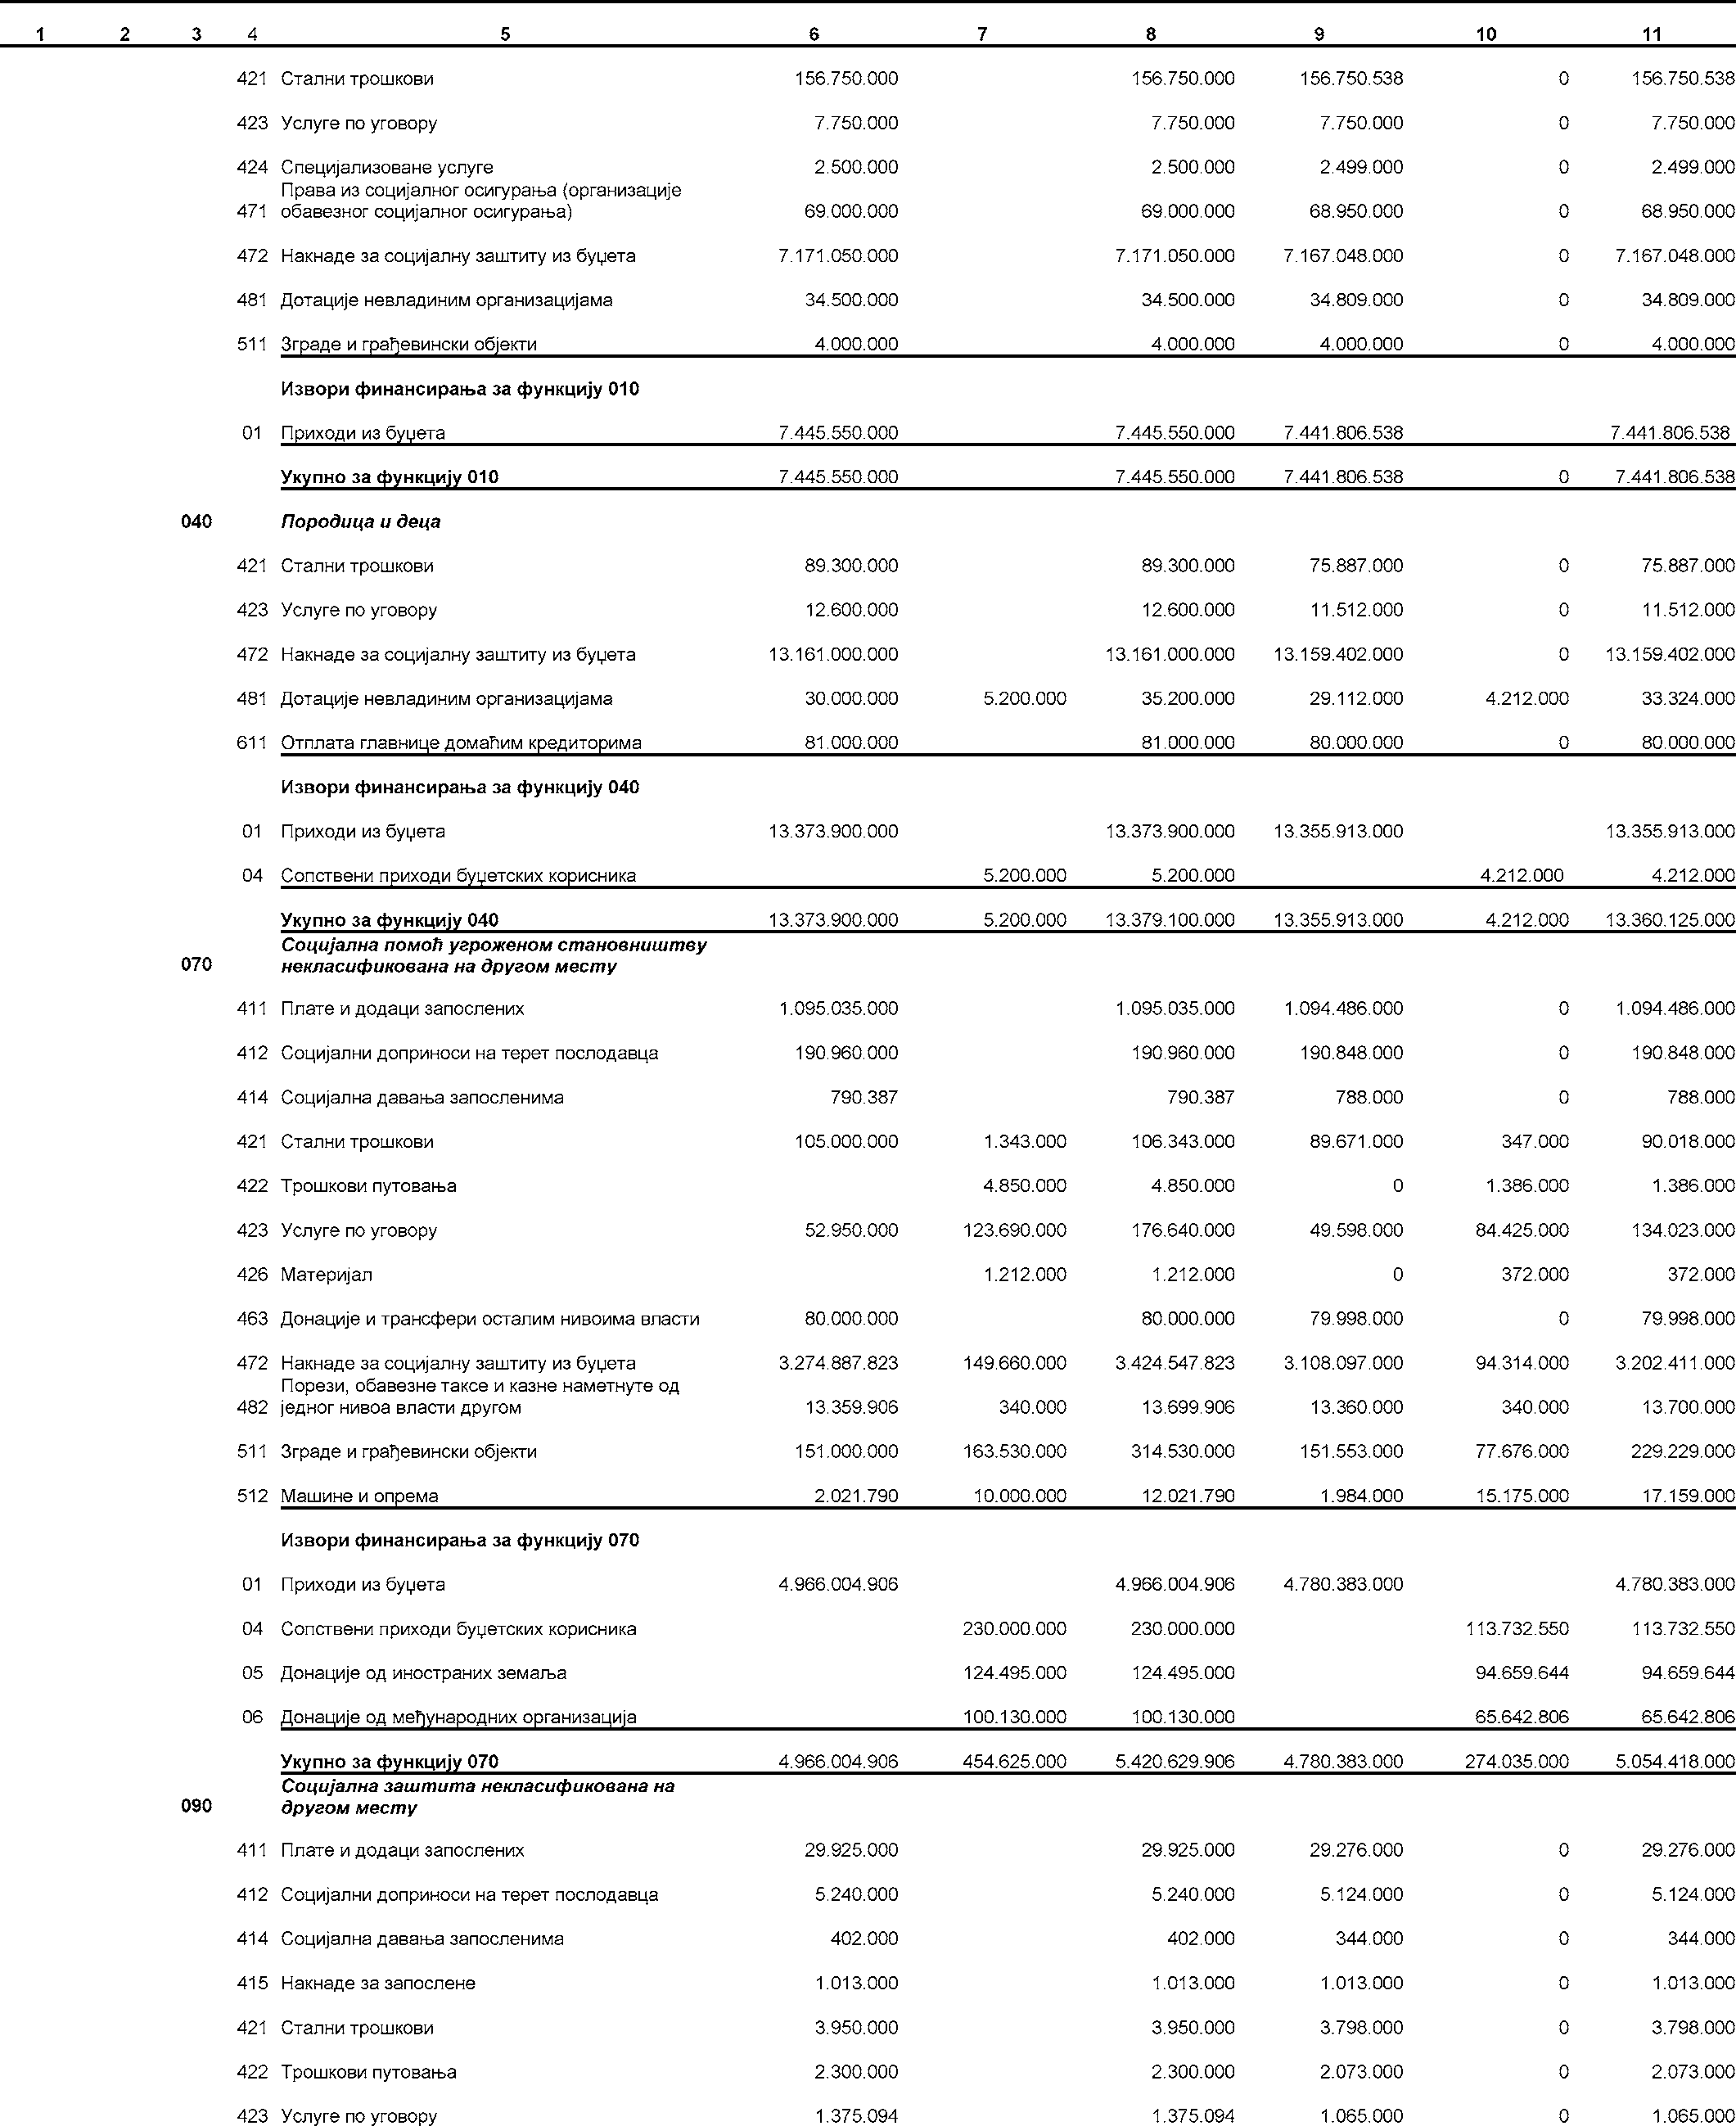 1 2 3 4 5 6 7 8 9 10 11
421 Стални трошкови 156.750.000 156.750.000 156.750.538 0 156.750.538
423 Услуге по уговору 7.750.000 7.750.000 7.750.000 0 7.750.000
424 Специјализоване услуге 2.500.000 2.500.000 2.499.000 0 2.499.000
Права из социјалног осигурања (организације
471 обавезног социјалног осигурања) 69.000.000 69.000.000 68.950.000 0 68.950.000
472 Накнаде за социјалну заштиту из буџета 7.171.050.000 7.171.050.000 7.167.048.000 0 7.167.048.000
481 Дотације невладиним организацијама 34.500.000 34.500.000 34.809.000 0 34.809.000
511 Зграде и грађевински објекти 4.000.000 4.000.000 4.000.000 0 4.000.000
Извори финансирања за функцију 010
01 Приходи из буџета 7.445.550.000 7.445.550.000 7.441.806.538 7.441.806.538
Укупно за функцију 010 7.445.550.000 7.445.550.000 7.441.806.538 0 7.441.806.538
040 Породица и деца
421 Стални трошкови 89.300.000 89.300.000 75.887.000 0 75.887.000
423 Услуге по уговору 12.600.000 12.600.000 11.512.000 0 11.512.000
472 Накнаде за социјалну заштиту из буџета 13.161.000.000 13.161.000.000 13.159.402.000 0 13.159.402.000
481 Дотације невладиним организацијама 30.000.000 5.200.000 35.200.000 29.112.000 4.212.000 33.324.000
611 Отплата главнице домаћим кредиторима 81.000.000 81.000.000 80.000.000 0 80.000.000
Извори финансирања за функцију 040
01 Приходи из буџета 13.373.900.000 13.373.900.000 13.355.913.000 13.355.913.000
04 Сопствени приходи буџетских корисника 5.200.000 5.200.000 4.212.000 4.212.000
Укупно за функцију 040 13.373.900.000 5.200.000 13.379.100.000 13.355.913.000 4.212.000 13.360.125.000
Социјална помоћ угроженом становништву
070 некласификована на другом месту
411 Плате и додаци запослених 1.095.035.000 1.095.035.000 1.094.486.000 0 1.094.486.000
412 Социјални доприноси на терет послодавца 190.960.000 190.960.000 190.848.000 0 190.848.000
414 Социјална давања запосленима 790.387 790.387 788.000 0 788.000
421 Стални трошкови 105.000.000 1.343.000 106.343.000 89.671.000 347.000 90.018.000
422 Трошкови путовања 4.850.000 4.850.000 0 1.386.000 1.386.000
423 Услуге по уговору 52.950.000 123.690.000 176.640.000 49.598.000 84.425.000 134.023.000
426 Материјал 1.212.000 1.212.000 0 372.000 372.000
463 Донације и трансфери осталим нивоима власти 80.000.000 80.000.000 79.998.000 0 79.998.000
472 Накнаде за социјалну заштиту из буџета 3.274.887.823 149.660.000 3.424.547.823 3.108.097.000 94.314.000 3.202.411.000
Порези, обавезне таксе и казне наметнуте од
482 једног нивоа власти другом 13.359.906 340.000 13.699.906 13.360.000 340.000 13.700.000
511 Зграде и грађевински објекти 151.000.000 163.530.000 314.530.000 151.553.000 77.676.000 229.229.000
512 Машине и опрема 2.021.790 10.000.000 12.021.790 1.984.000 15.175.000 17.159.000
Извори финансирања за функцију 070
01 Приходи из буџета 4.966.004.906 4.966.004.906 4.780.383.000 4.780.383.000
04 Сопствени приходи буџетских корисника 230.000.000 230.000.000 113.732.550 113.732.550
05 Донације од иностраних земаља 124.495.000 124.495.000 94.659.644 94.659.644
06 Донације од међународних организација 100.130.000 100.130.000 65.642.806 65.642.806
Укупно за функцију 070 4.966.004.906 454.625.000 5.420.629.906 4.780.383.000 274.035.000 5.054.418.000
Социјална заштита некласификована на
090 другом месту
411 Плате и додаци запослених 29.925.000 29.925.000 29.276.000 0 29.276.000
412 Социјални доприноси на терет послодавца 5.240.000 5.240.000 5.124.000 0 5.124.000
414 Социјална давања запосленима 402.000 402.000 344.000 0 344.000
415 Накнаде за запослене 1.013.000 1.013.000 1.013.000 0 1.013.000
421 Стални трошкови 3.950.000 3.950.000 3.798.000 0 3.798.000
422 Трошкови путовања 2.300.000 2.300.000 2.073.000 0 2.073.000
423 Услуге по уговору 1.375.094 1.375.094 1.065.000 0 1.065.000